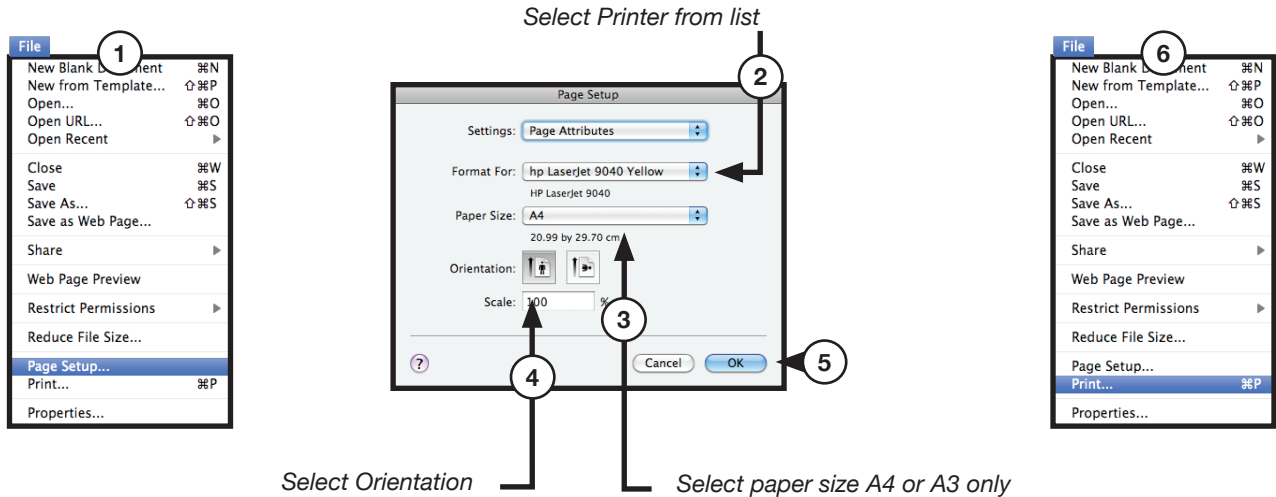 Select Printer from list
File
1
New Blank D ment ⌘N
New from Template... ⇧⌘P
Open... ⌘O
Open URL... ⇧⌘O
Open Recent ▶
Close ⌘W
Save ⌘S
Save As... ⇧⌘S
Save as Web Page...
Share ▶
Web Page Preview
Restrict Permissions ▶
Reduce File Size...
Page Setup...
Print... ⌘P
Properties...
2
Page Setup
Settings: Page Attributes
Format For: hp LaserJet 9040 Yellow
HP LaserJet 9040
Paper Size: A4
20.99 by 29.70 cm
Orientation:
Scale: 100 %
3
? Cancel OK
4
5
Select Orientation
Select paper size A4 or A3 only
File
6
New Blank ment ⌘N
New from Template... ⇧⌘P
Open... ⌘O
Open URL... ⇧⌘O
Open Recent ▶
Close ⌘W
Save ⌘S
Save As... ⇧⌘S
Save as Web Page...
Share ▶
Web Page Preview
Restrict Permissions ▶
Reduce File Size...
Page Setup...
Print... ⌘P
Properties...